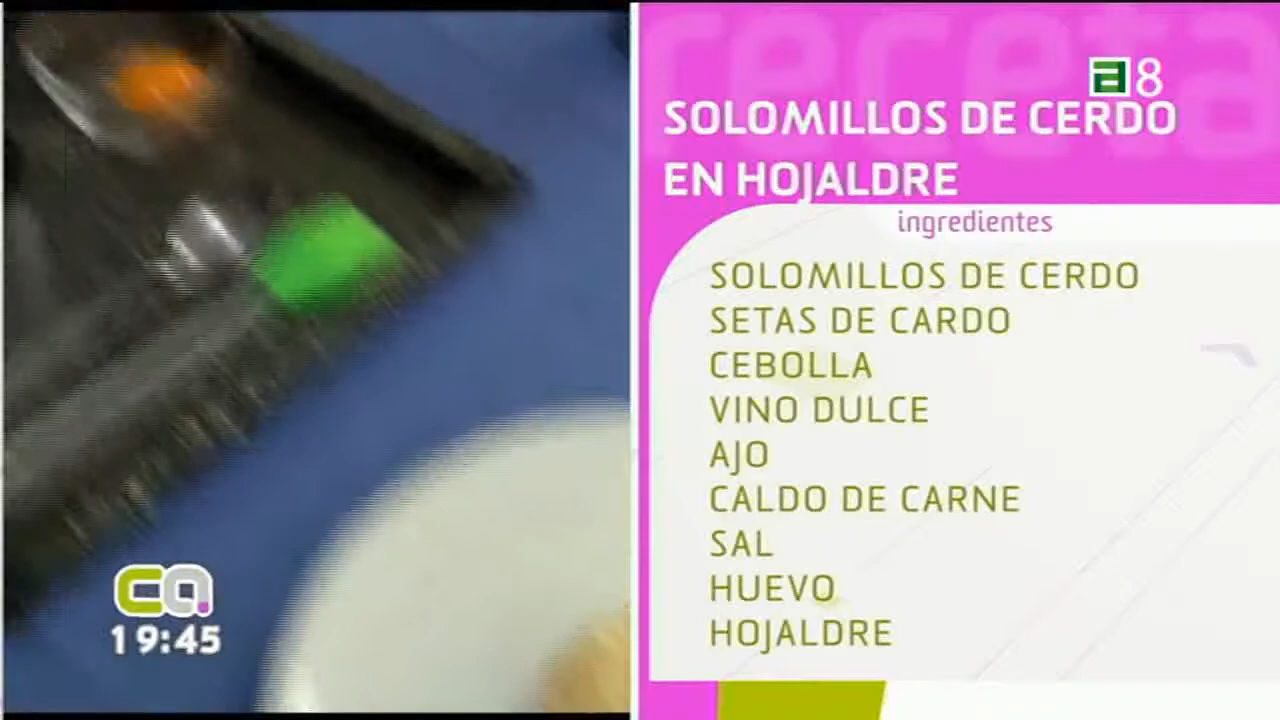 receta
a8
SOLOMILLOS DE CERDO
EN HOJALDRE
ingredientes
SOLOMILLOS DE CERDO
SETAS DE CARDO
CEBOLLA
VINO DULCE
AJO
CALDO DE CARNE
SAL
HUEVO
HOJALDRE
ca
19:45